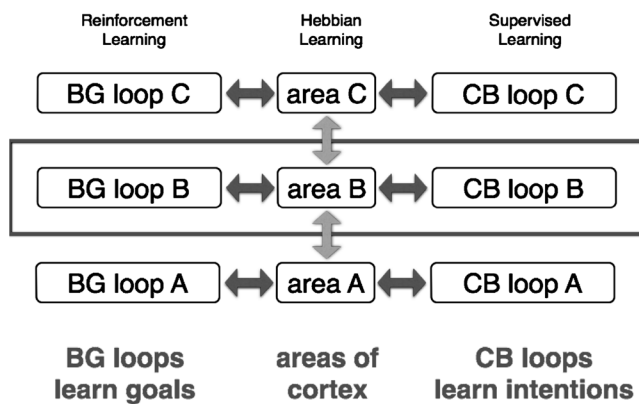 Reinforcement Learning
Hebbian Learning
Supervised Learning
BG loop C
area C
CB loop C
BG loop B
area B
CB loop B
BG loop A
area A
CB loop A
BG loops
learn goals
areas of
cortex
CB loops
learn intentions